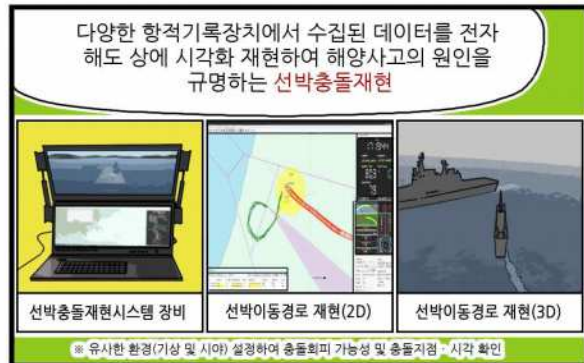 다양한 항적기록장치에서 수집된 데이터를 전자
해도 상에 시각화 재현하여 해양사고의 원인을
규명하는 선박충돌재현
선박충돌재현시스템 장비
선박이동경로 재현(2D)
선박이동경로 재현(3D)
※ 유사한 환경(기상 및 시야) 설정하여 충돌회피 가능성 및 충돌지점 · 시각 확인